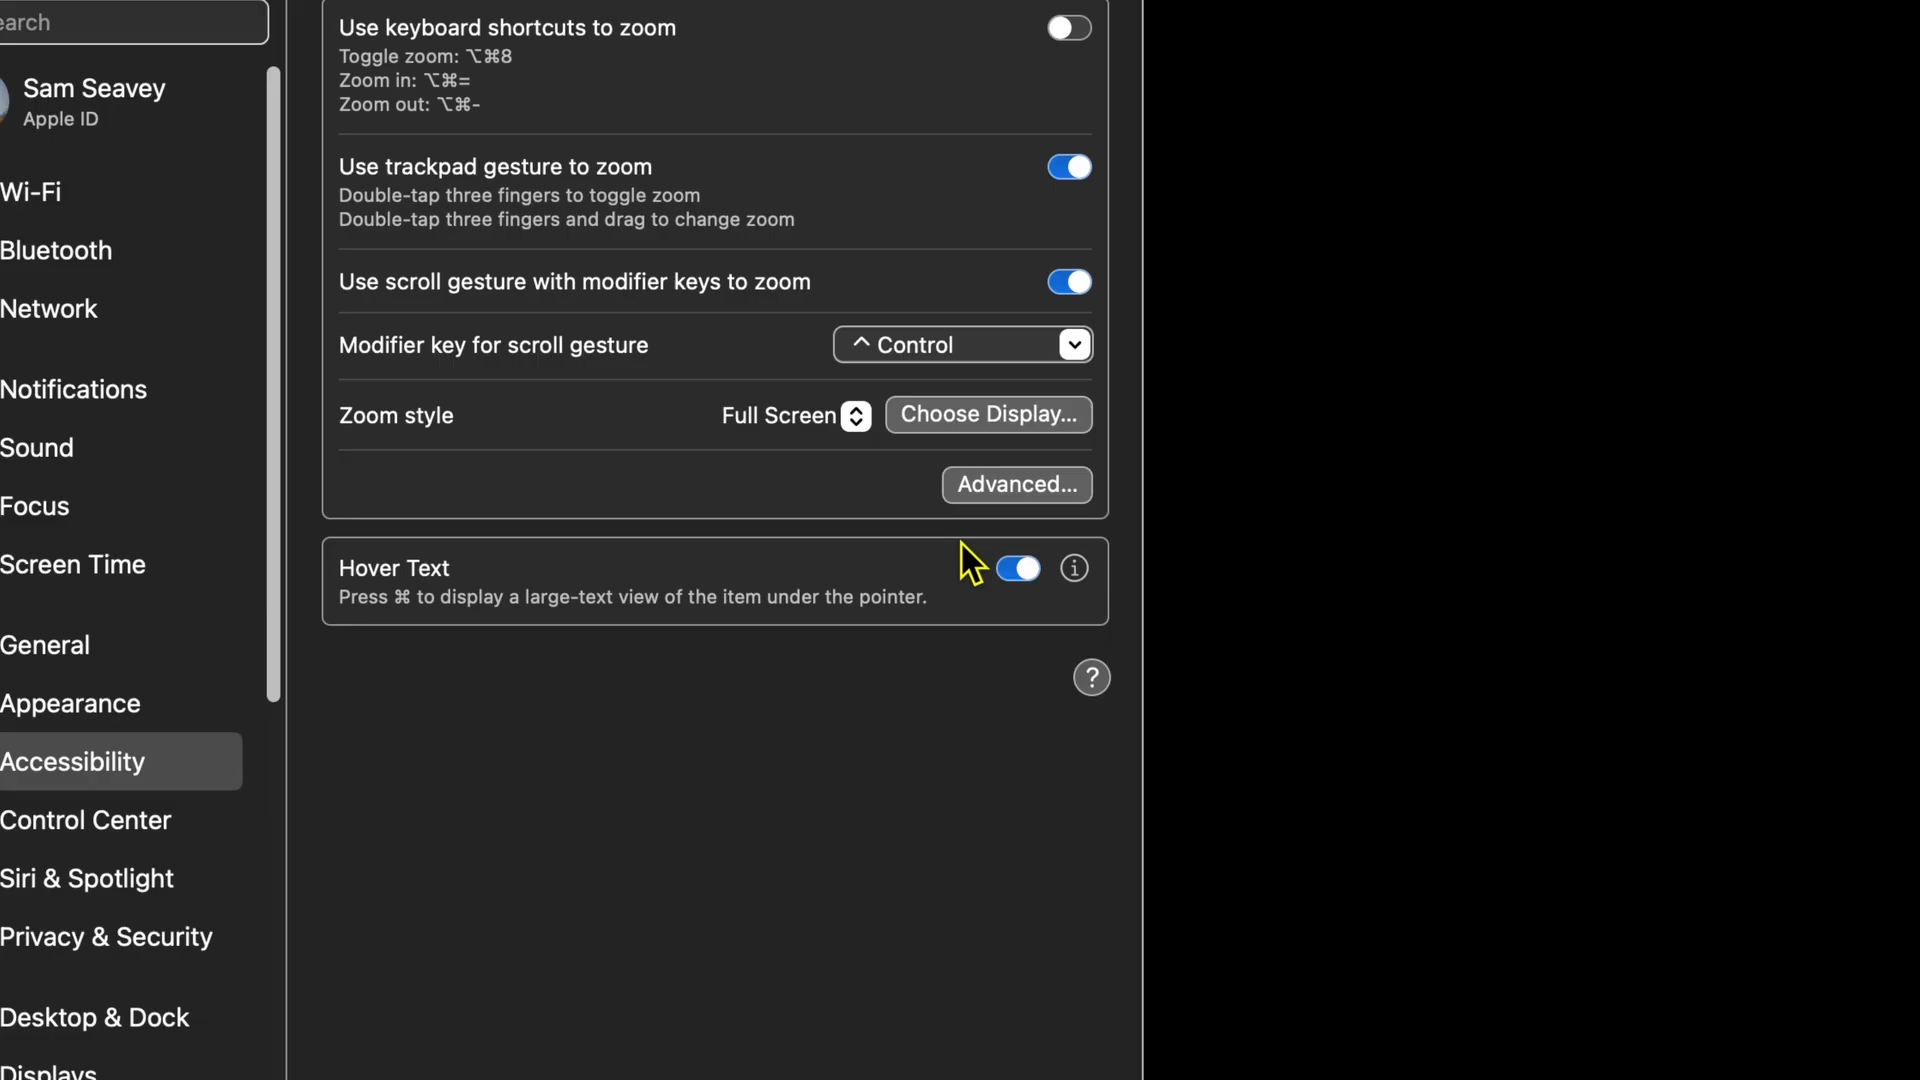 earch
Sam Seavey
Apple ID
Wi-Fi
Bluetooth
Network
Notifications
Sound
Focus
Screen Time
General
Appearance
Accessibility
Control Center
Siri & Spotlight
Privacy & Security
Desktop & Dock
Displays
Use keyboard shortcuts to zoom
Toggle zoom: ⌥⌘8
Zoom in: ⌥⌘=
Zoom out: ⌥⌘-
Use trackpad gesture to zoom
Double-tap three fingers to toggle zoom
Double-tap three fingers and drag to change zoom
Use scroll gesture with modifier keys to zoom
Modifier key for scroll gesture ^ Control
Zoom style Full Screen Choose Display...
Advanced...
Hover Text
Press ⌘ to display a large-text view of the item under the pointer.
?